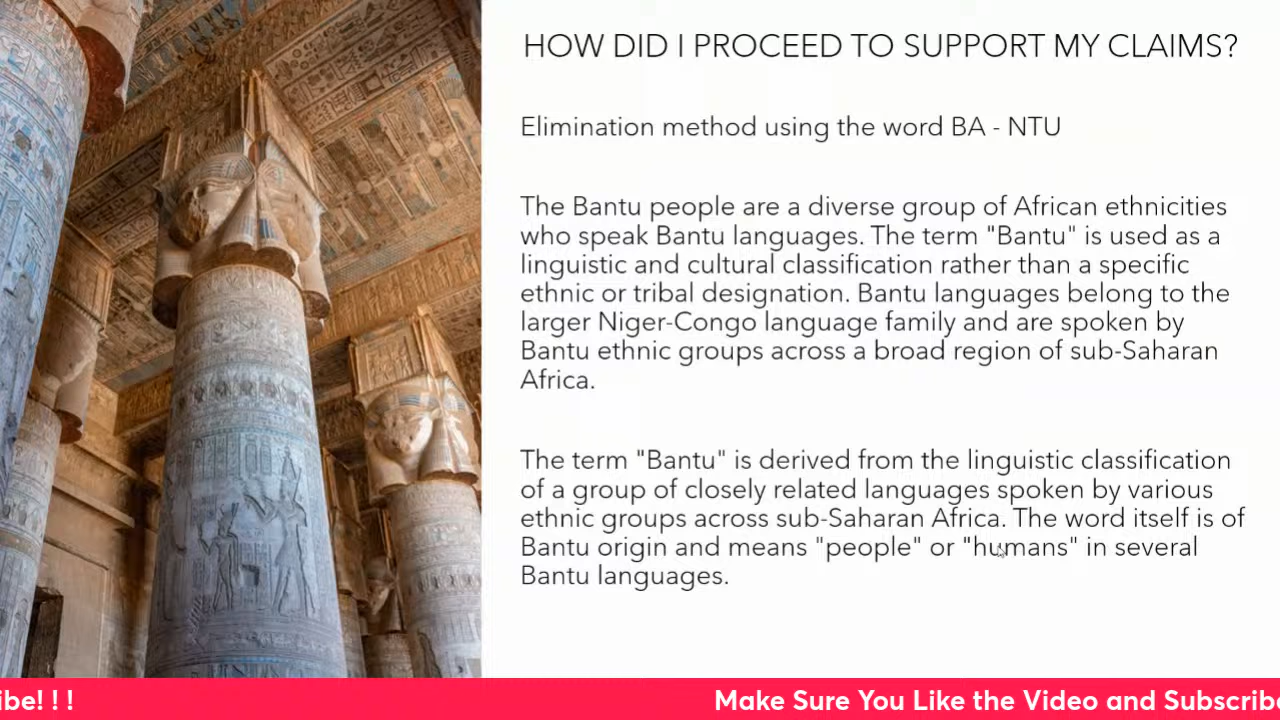 HOW DID I PROCEED TO SUPPORT MY CLAIMS?
Elimination method using the word BA - NTU
The Bantu people are a diverse group of African ethnicities
who speak Bantu languages. The term "Bantu" is used as a
linguistic and cultural classification rather than a specific
ethnic or tribal designation. Bantu languages belong to the
larger Niger-Congo language family and are spoken by
Bantu ethnic groups across a broad region of sub-Saharan
Africa.
The term "Bantu" is derived from the linguistic classification
of a group of closely related languages spoken by various
ethnic groups across sub-Saharan Africa. The word itself is of
Bantu origin and means "people" or "humans" in several
Bantu languages.
ibe! ! ! Make Sure You Like the Video and Subscribe